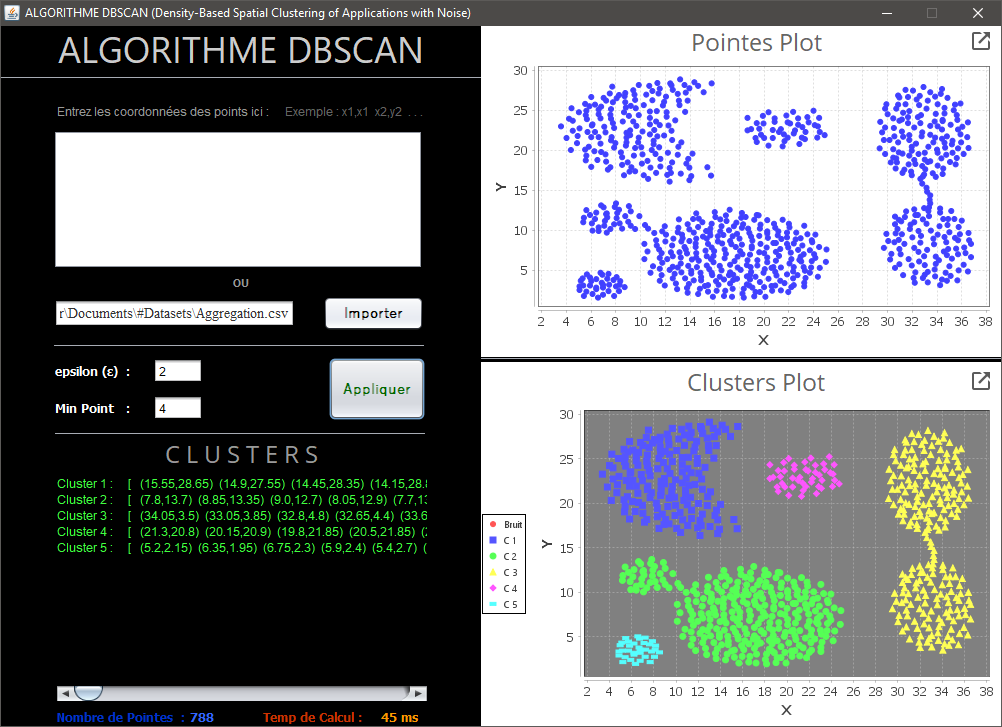 ALGORITHME DBSCAN (Density-Based Spatial Clustering of Applications with Noise)
ALGORITHME DBSCAN
Entrez les coordonnées des points ici : Exemple : x1,x1 x2,y2 . . .
OU
r\Documents\#Datasets\Aggregation.csv Importer
epsilon (ε) : 2
Min Point : 4
Appliquer
CLUSTERS
Cluster 1 : [ (15.55,28.65) (14.9,27.55) (14.45,28.35) (14.15,28.
Cluster 2 : [ (7.8,13.7) (8.85,13.35) (9.0,12.7) (8.05,12.9) (7.7,13
Cluster 3 : [ (34.05,3.5) (33.05,3.85) (32.8,4.8) (32.65,4.4) (33.6
Cluster 4 : [ (21.3,20.8) (20.15,20.9) (19.8,21.85) (20.5,21.85) (2
Cluster 5 : [ (5.2,2.15) (6.35,1.95) (6.75,2.3) (5.9,2.4) (5.4,2.7) (
Nombre de Pointes : 788 Temp de Calcul : 45 ms
Pointes Plot
30
25
20
15
10
5
Y
2 4 6 8 10 12 14 16 18 20 22 24 26 28 30 32 34 36 38
X
Clusters Plot
Bruit
C 1
C 2
C 3
C 4
C 5
30
25
20
15
10
5
Y
2 4 6 8 10 12 14 16 18 20 22 24 26 28 30 32 34 36 38
X